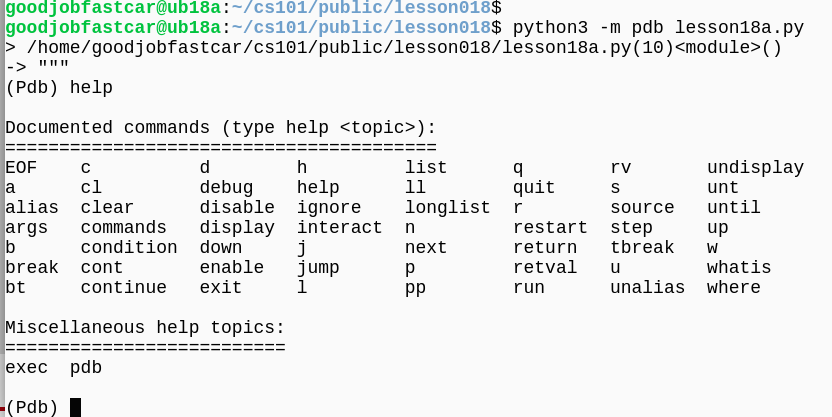 goodjobfastcar@ub18a:~/cs101/public/lesson018$
goodjobfastcar@ub18a:~/cs101/public/lesson018$ python3 -m pdb lesson18a.py
> /home/goodjobfastcar/cs101/public/lesson018/lesson18a.py(10)<module>()
-> """
(Pdb) help
Documented commands (type help <topic>):
========================================
EOF    c          d        h         list      q        rv       undisplay
a      cl         debug    help      ll        quit     s        unt
alias  clear      disable  ignore    longlist  r        source   until
args   commands   display  interact  n         restart  step     up
b      condition  down     j         next      return   tbreak   w
break  cont       enable   jump      p         retval   u        whatis
bt     continue   exit     l         pp        run      unalias  where
Miscellaneous help topics:
==========================
exec  pdb
(Pdb)